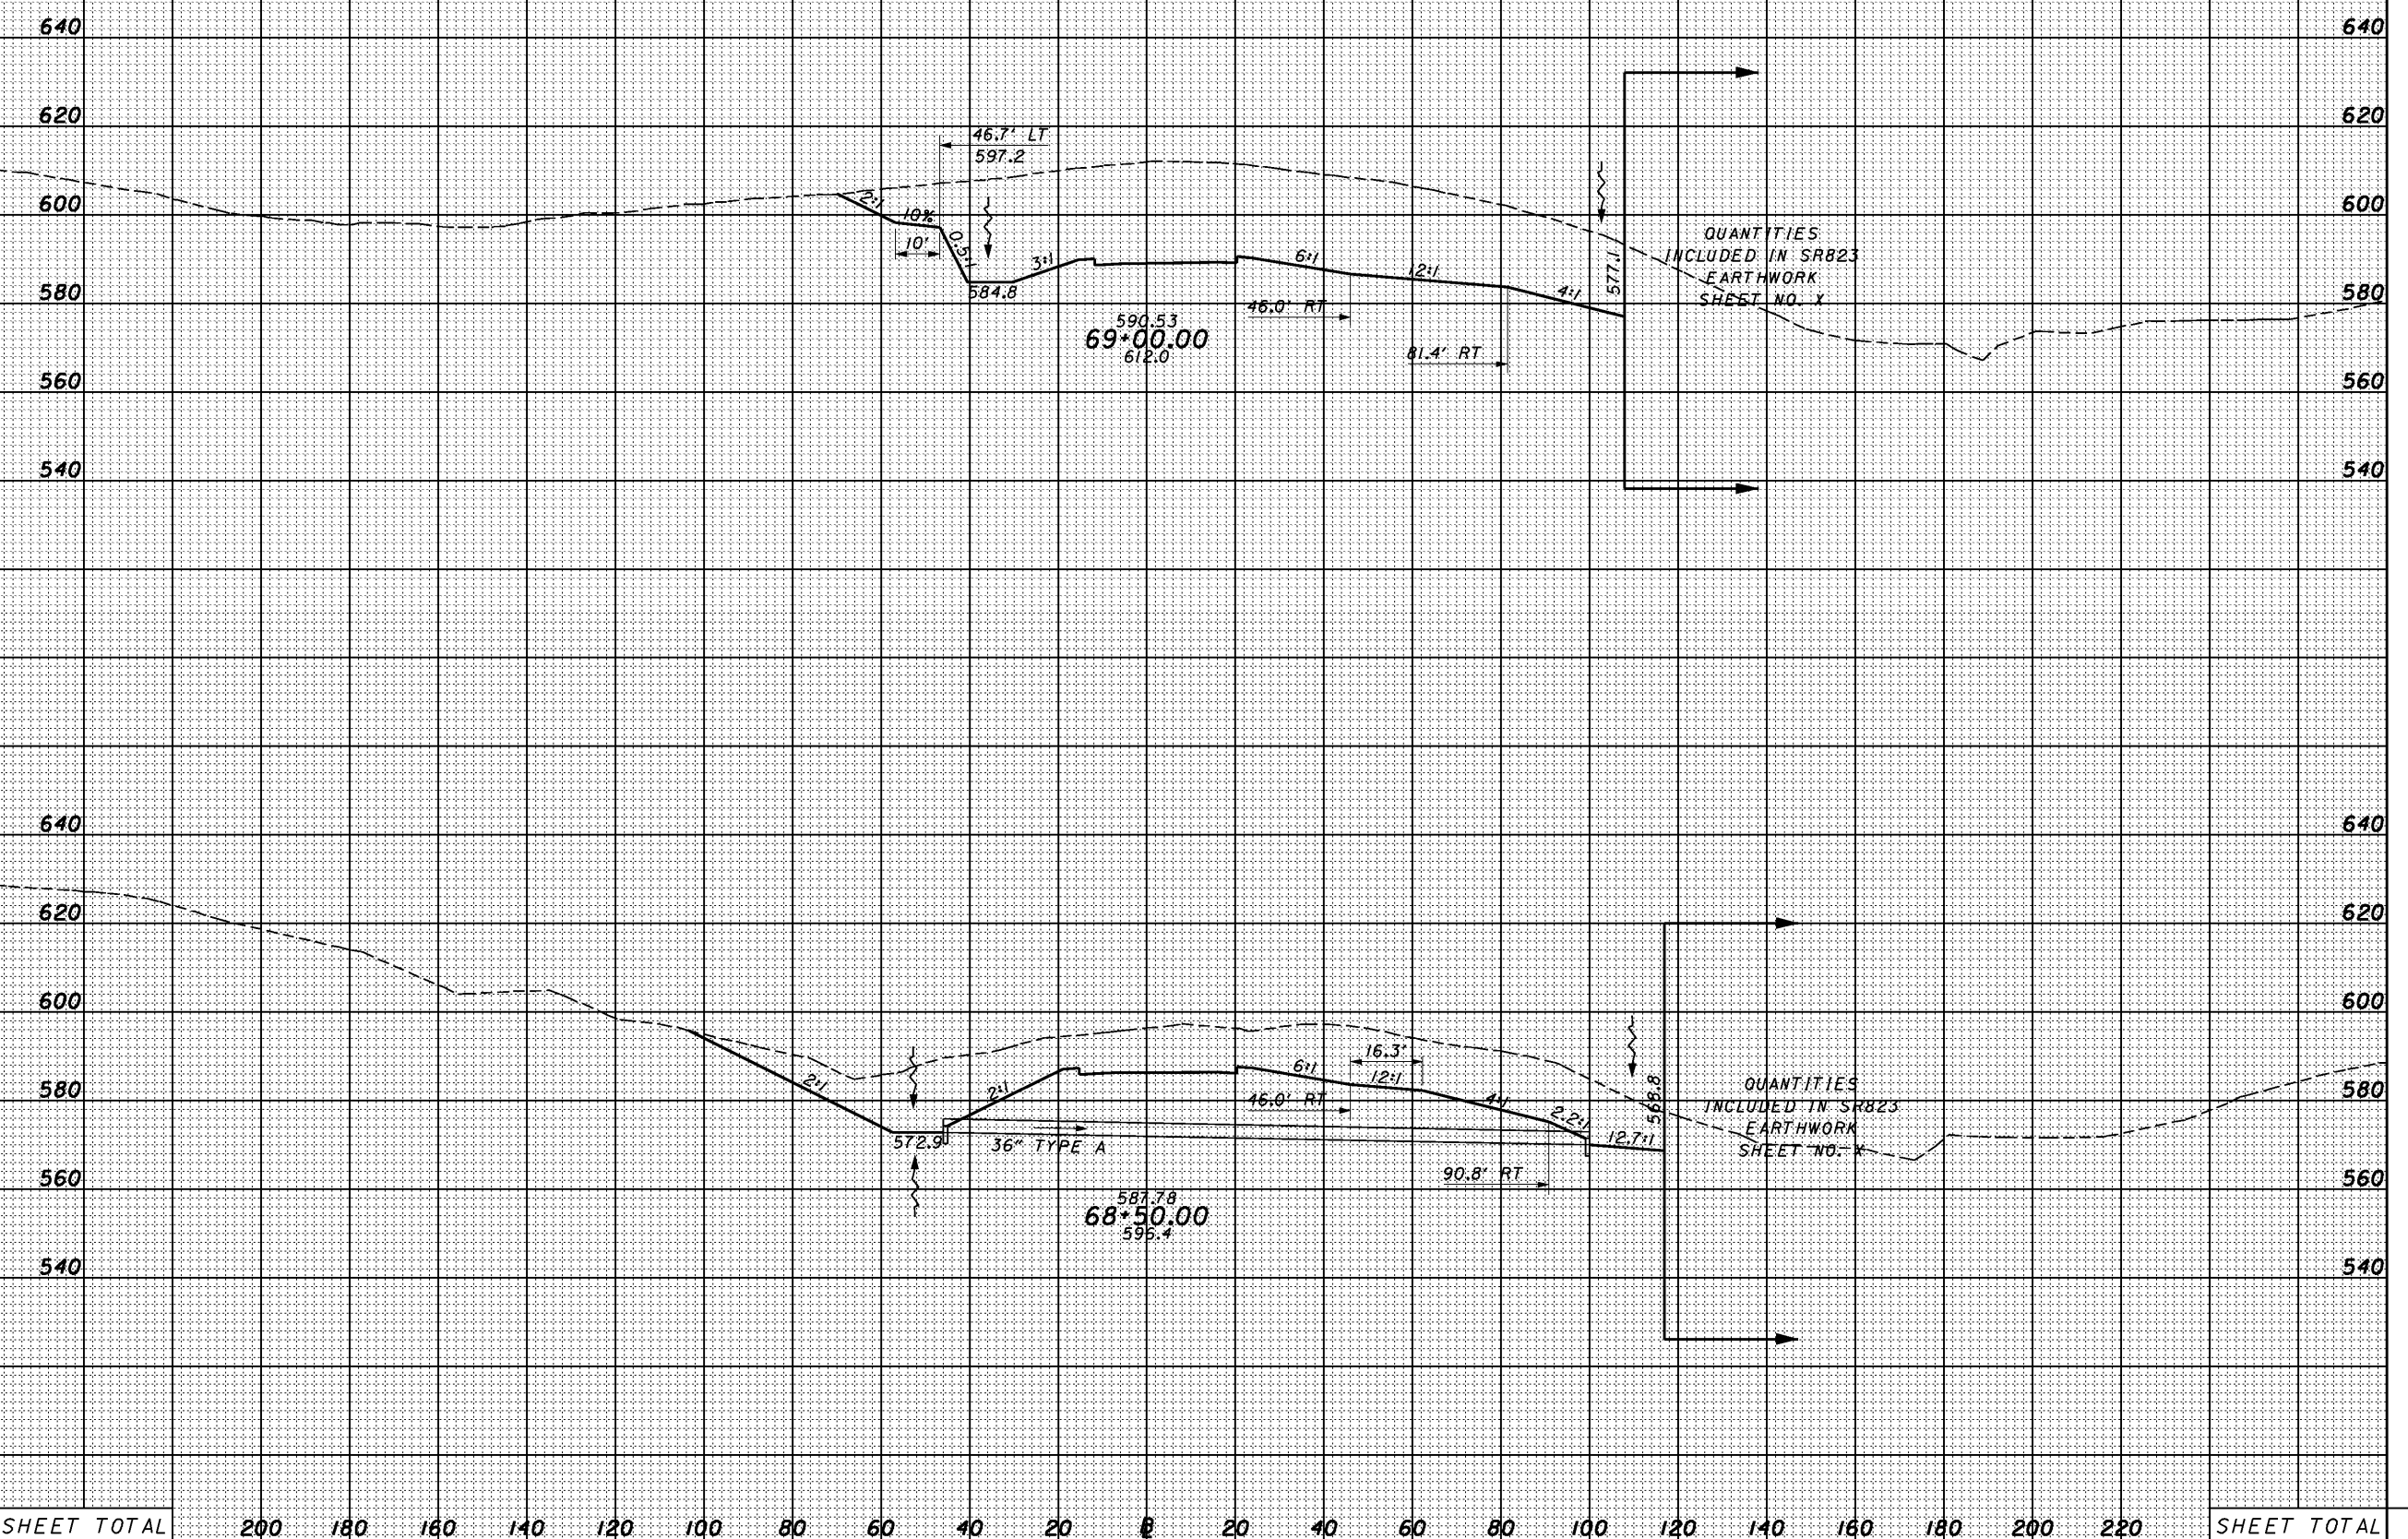 640 640
620 620
46.7' LT
597.2
600 600
2:1
10%
10'
0.5:1
3:1
584.8
6:1
12:1
4:1
577.1
QUANTITIES
INCLUDED IN SR823
EARTHWORK
SHEET NO. X
580 580
46.0' RT
590.53
69+00.00
612.0
81.4' RT
560 560
540 540
640 640
620 620
600 600
580 580
2:1
2:1
6:1
16.3'
12:1
46.0' RT
4:1
2.2:1
12.7:1
568.8
QUANTITIES
INCLUDED IN SR823
EARTHWORK
SHEET NO. X
572.9
36" TYPE A
90.8' RT
560 560
587.78
68+50.00
596.4
540 540
SHEET TOTAL 200 180 160 140 120 100 80 60 40 20 20 40 60 80 100 120 140 160 180 200 220 SHEET TOTAL